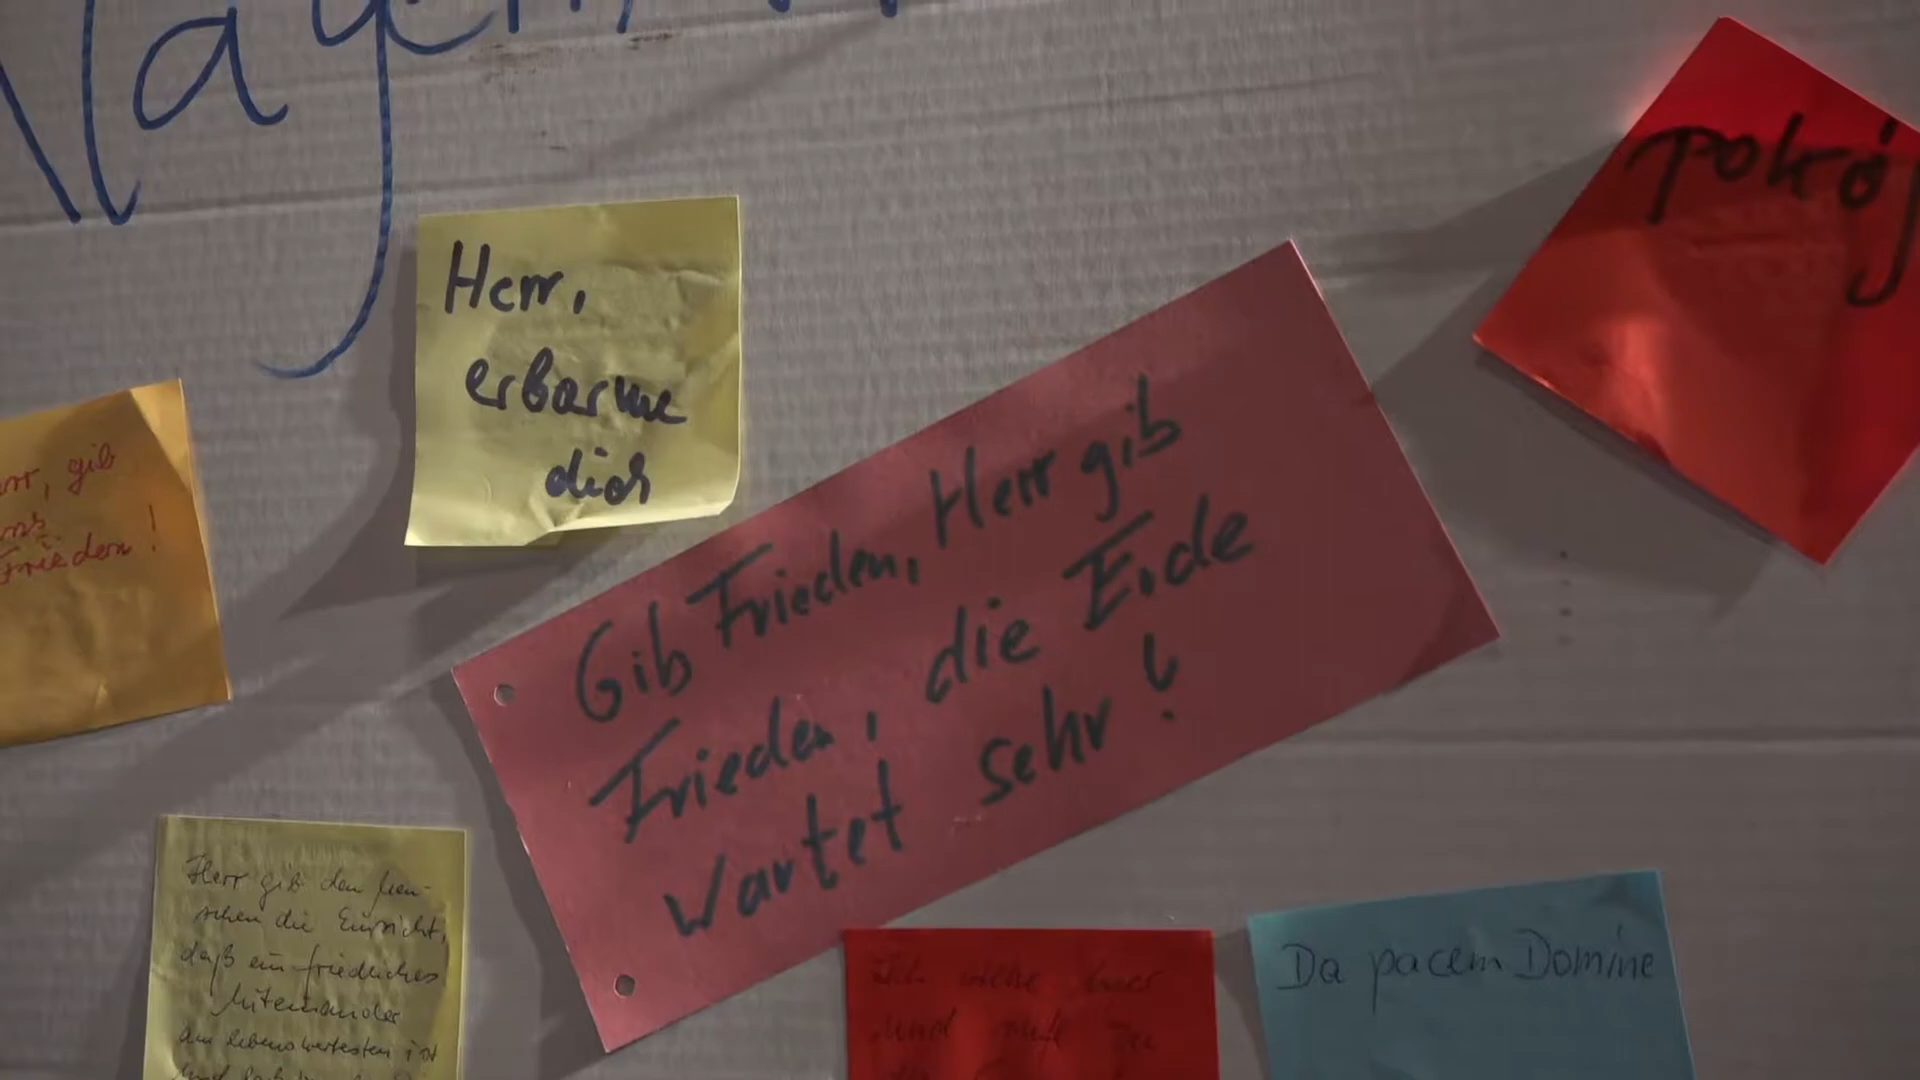 pokój
Herr,
erbarme
dich
gib
Frieden!
Gib Frieden, Herr gib
Frieden, die Erde
wartet sehr!
Herr gib den Men-
schen die Einsicht,
daß ein friedliches
Miteinander
am lebenswertesten ist
Da pacem Domine